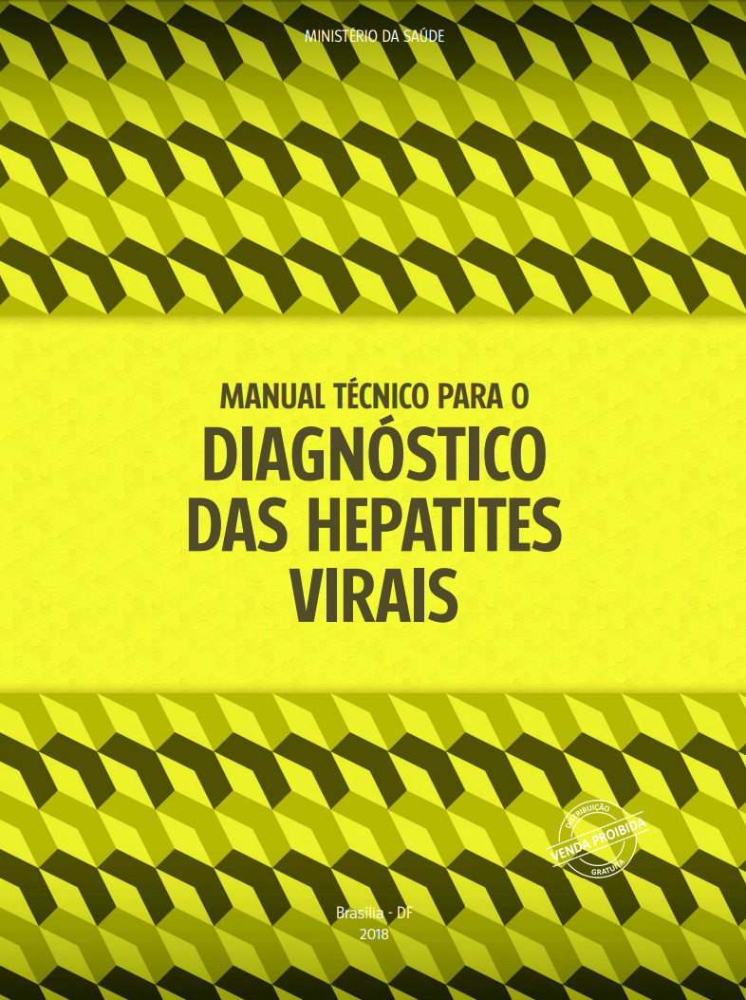 MINISTÉRIO DA SAÚDE
MANUAL TÉCNICO PARA O
DIAGNÓSTICO
DAS HEPATITES
VIRAIS
DISTRIBUIÇÃO
VENDA PROIBIDA
GRATUITA
Brasília - DF
2018